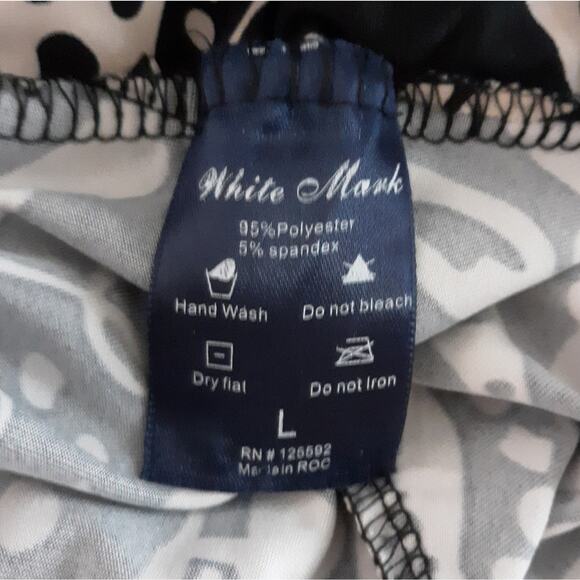 White Mark
95%Polyester
5% spandex
Hand Wash
Do not bleach
Dry flat
Do not Iron
L
RN # 126592
Made in ROC